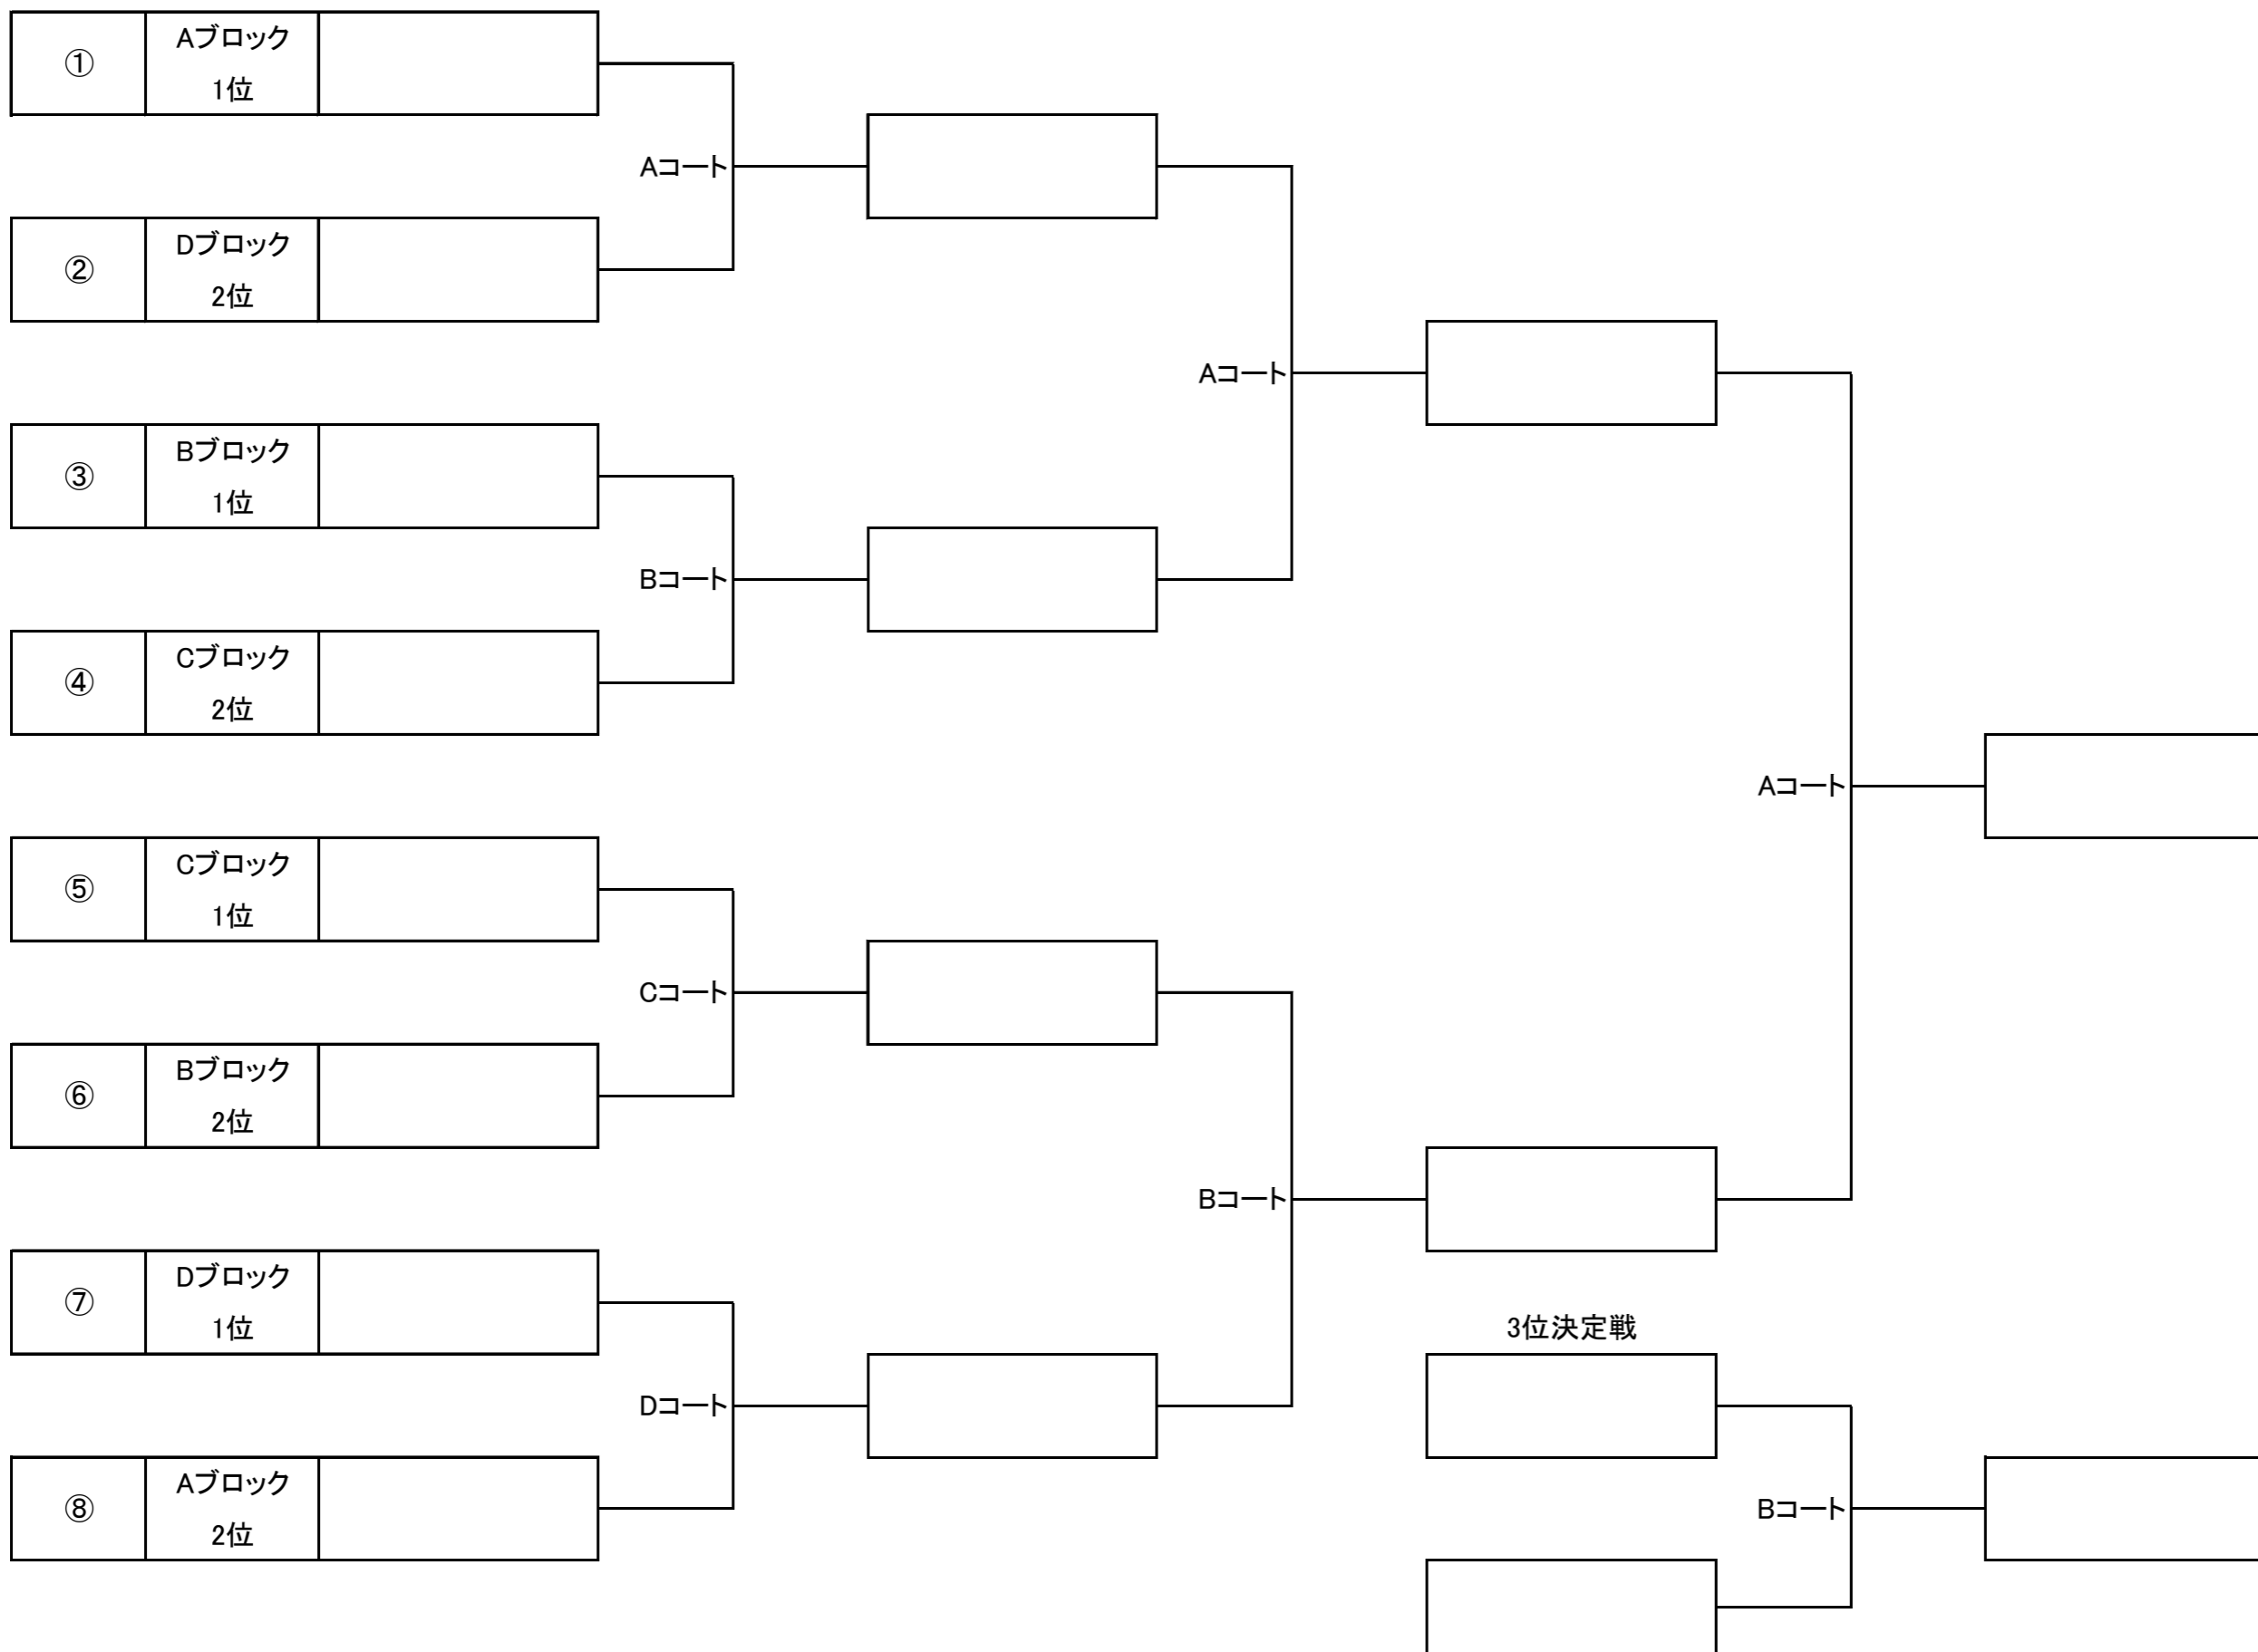 ①
Aブロック
1位
Aコート
②
Dブロック
2位
Aコート
③
Bブロック
1位
Bコート
④
Cブロック
2位
Aコート
⑤
Cブロック
1位
Cコート
⑥
Bブロック
2位
Bコート
⑦
Dブロック
1位
3位決定戦
Dコート
⑧
Aブロック
2位
Bコート